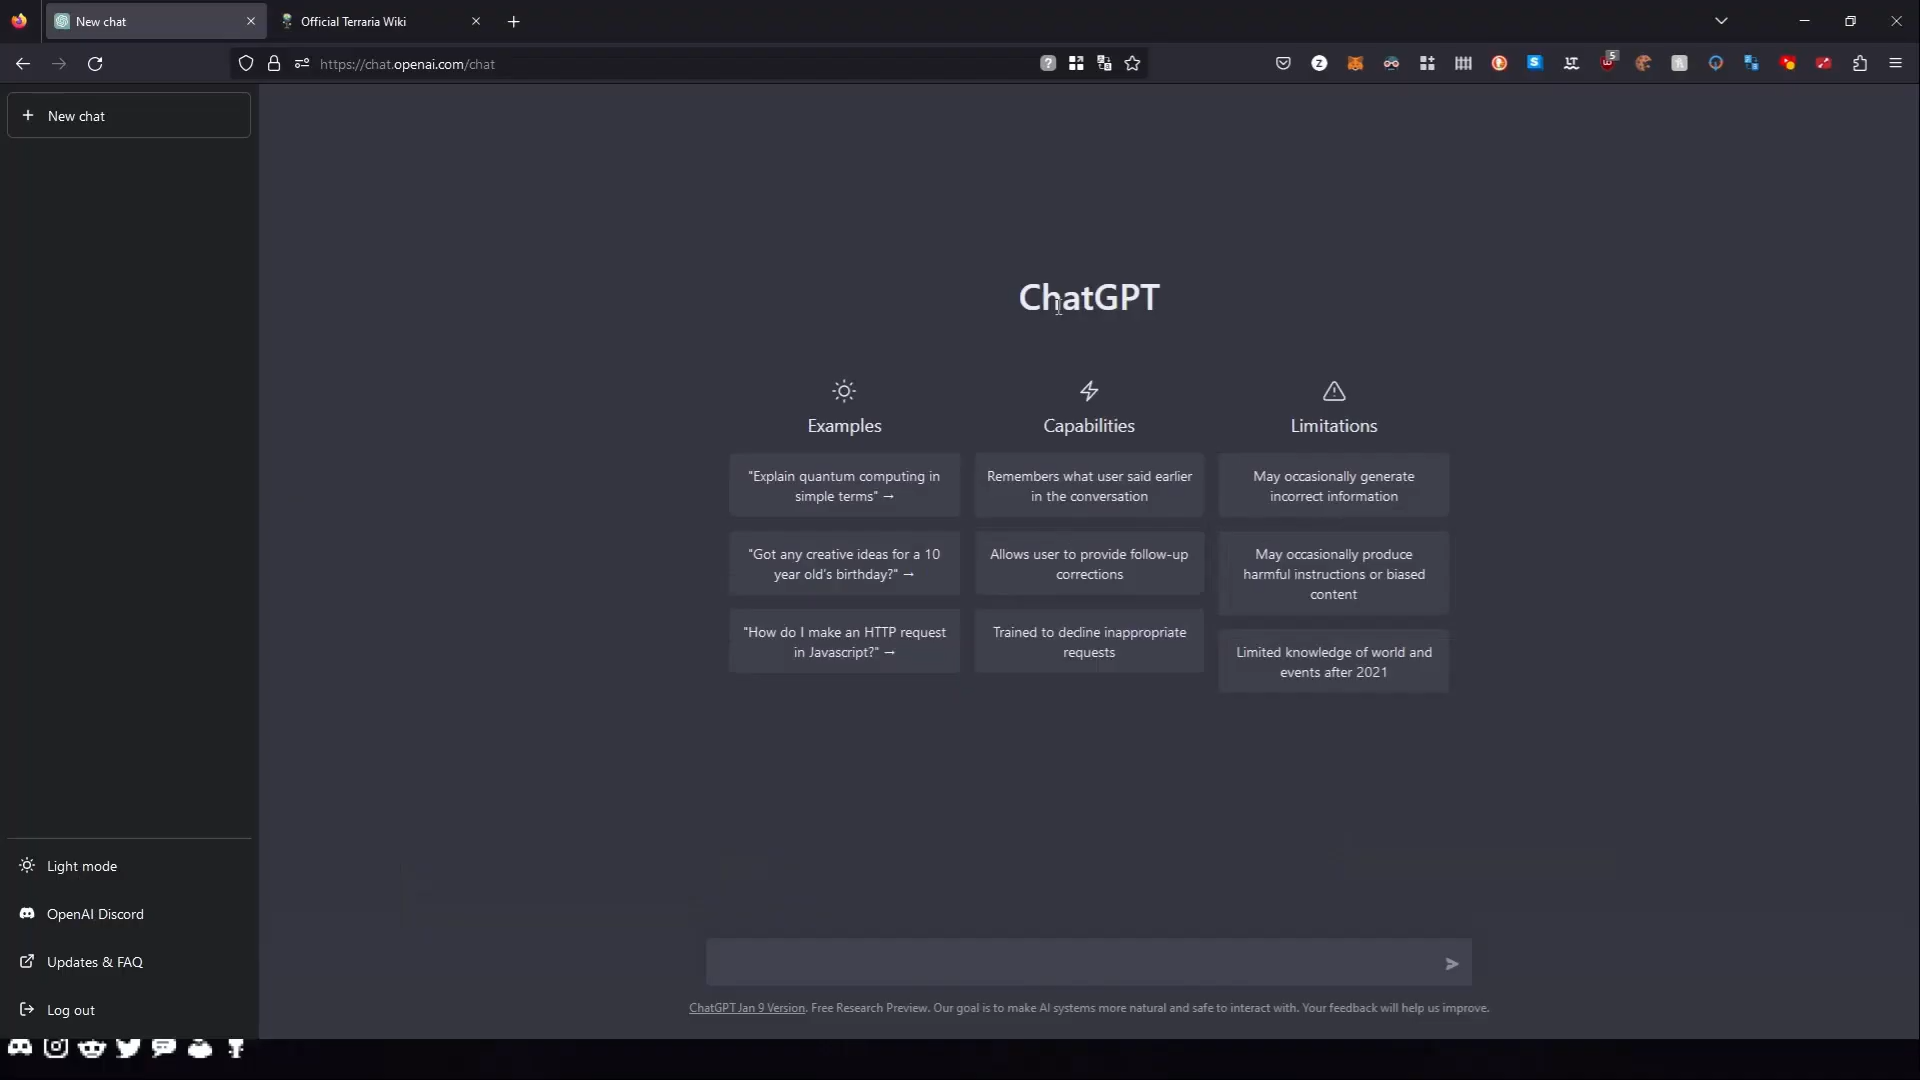 New chat
Official Terraria Wiki
https://chat.openai.com/chat
5
New chat
ChatGPT
Examples
Capabilities
Limitations
"Explain quantum computing in
simple terms" →
Remembers what user said earlier
in the conversation
May occasionally generate
incorrect information
"Got any creative ideas for a 10
year old's birthday?" →
Allows user to provide follow-up
corrections
May occasionally produce
harmful instructions or biased
content
"How do I make an HTTP request
in Javascript?" →
Trained to decline inappropriate
requests
Limited knowledge of world and
events after 2021
Light mode
OpenAI Discord
Updates & FAQ
Log out
ChatGPT Jan 9 Version. Free Research Preview. Our goal is to make AI systems more natural and safe to interact with. Your feedback will help us improve.